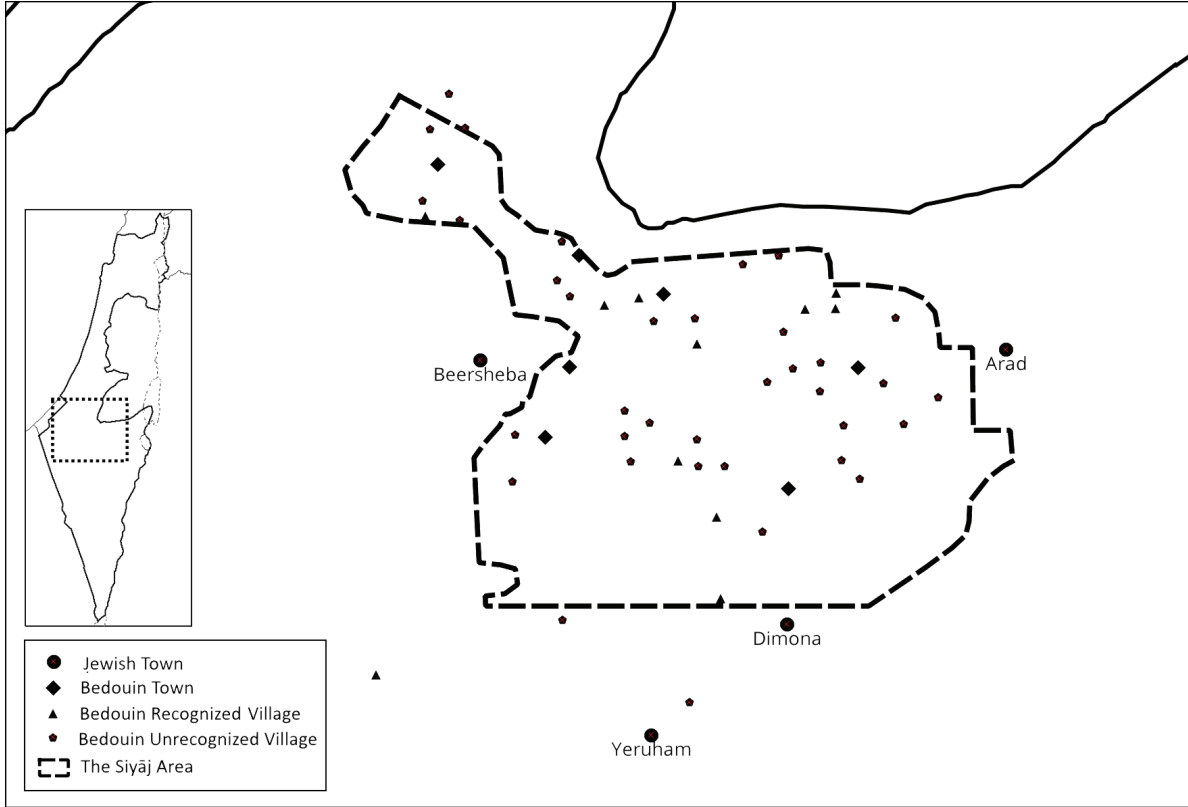 Beersheba
Arad
Dimona
Yeruham
Jewish Town
Bedouin Town
Bedouin Recognized Village
Bedouin Unrecognized Village
The Siyāj Area